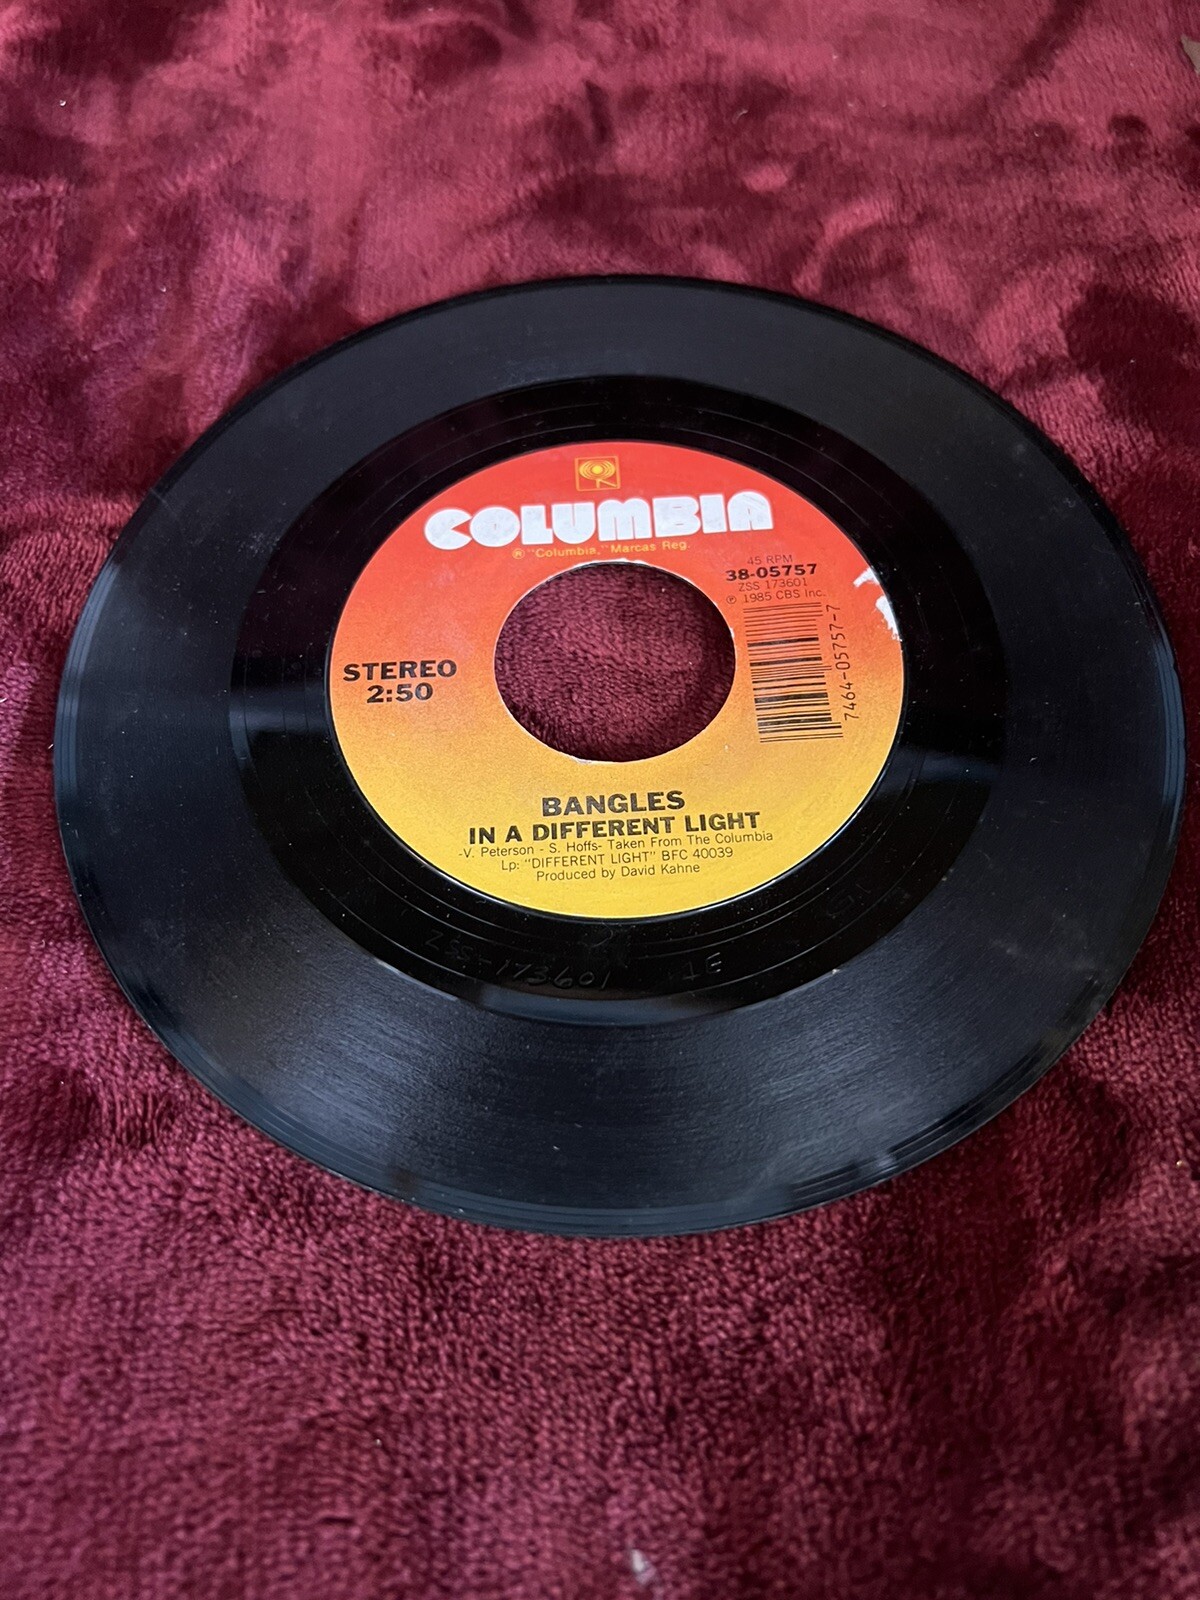 COLUMBIA
® "Columbia," Marcas Reg.
45 RPM
38-05757
ZSS 173601
℗ 1985 CBS Inc.
7464-05757-7
STEREO
2:50
BANGLES
IN A DIFFERENT LIGHT
-V. Peterson - S. Hoffs- Taken From The Columbia
Lp: "DIFFERENT LIGHT" BFC 40039
Produced by David Kahne
ZSS-173601 1E